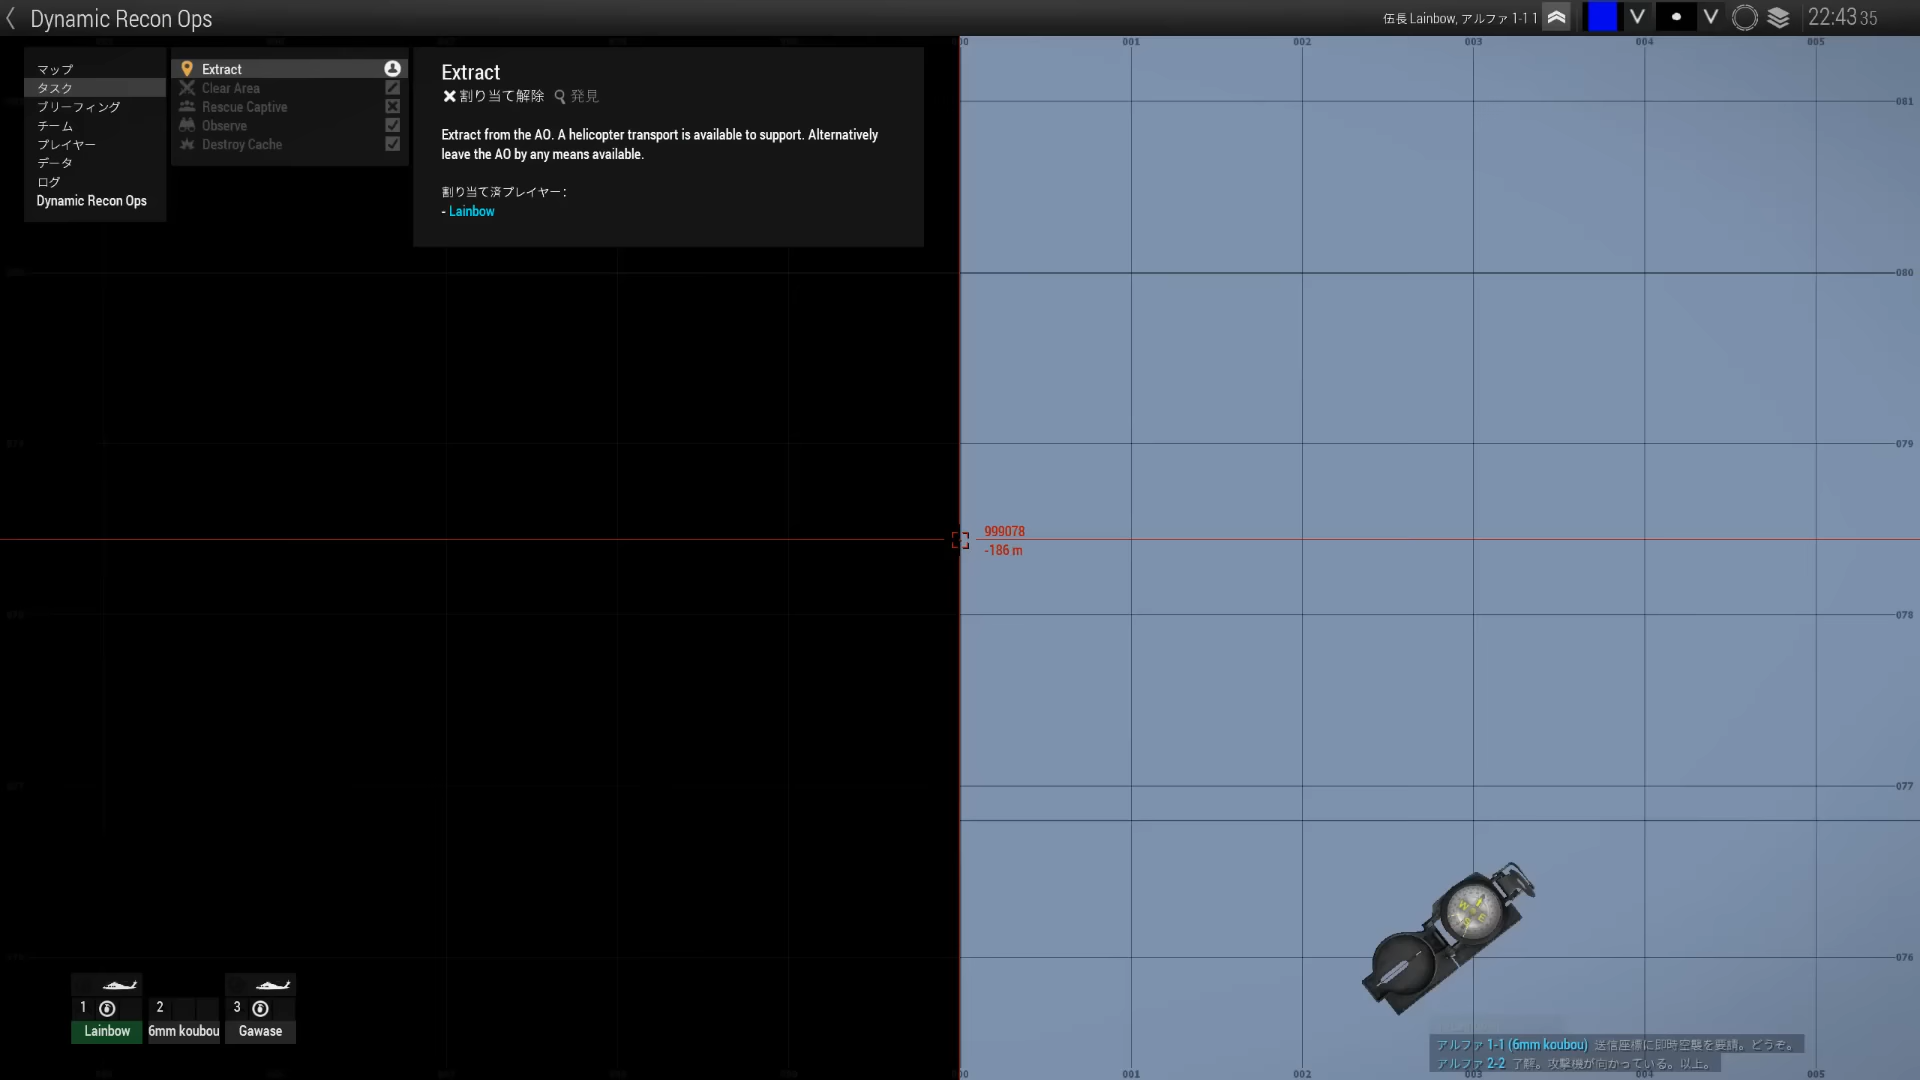 Dynamic Recon Ops
伍長 Lainbow, アルファ 1-1 1
22:43 35
マップ
タスク
ブリーフィング
チーム
プレイヤー
データ
ログ
Dynamic Recon Ops
Extract
Clear Area
Rescue Captive
Observe
Destroy Cache
Extract
割り当て解除 発見
Extract from the AO. A helicopter transport is available to support. Alternatively
leave the AO by any means available.
割り当て済プレイヤー:
- Lainbow
00 001 002 003 004 005
081
080
079
078
077
076
999078
-186 m
1 2 3
Lainbow 6mm koubou Gawase
W E
アルファ 1-1 (6mm koubou) 送信座標に即時空襲を要請。どうぞ。
アルファ 2-2 了解。攻撃機が向かっている。以上。
00 001 002 003 004 005